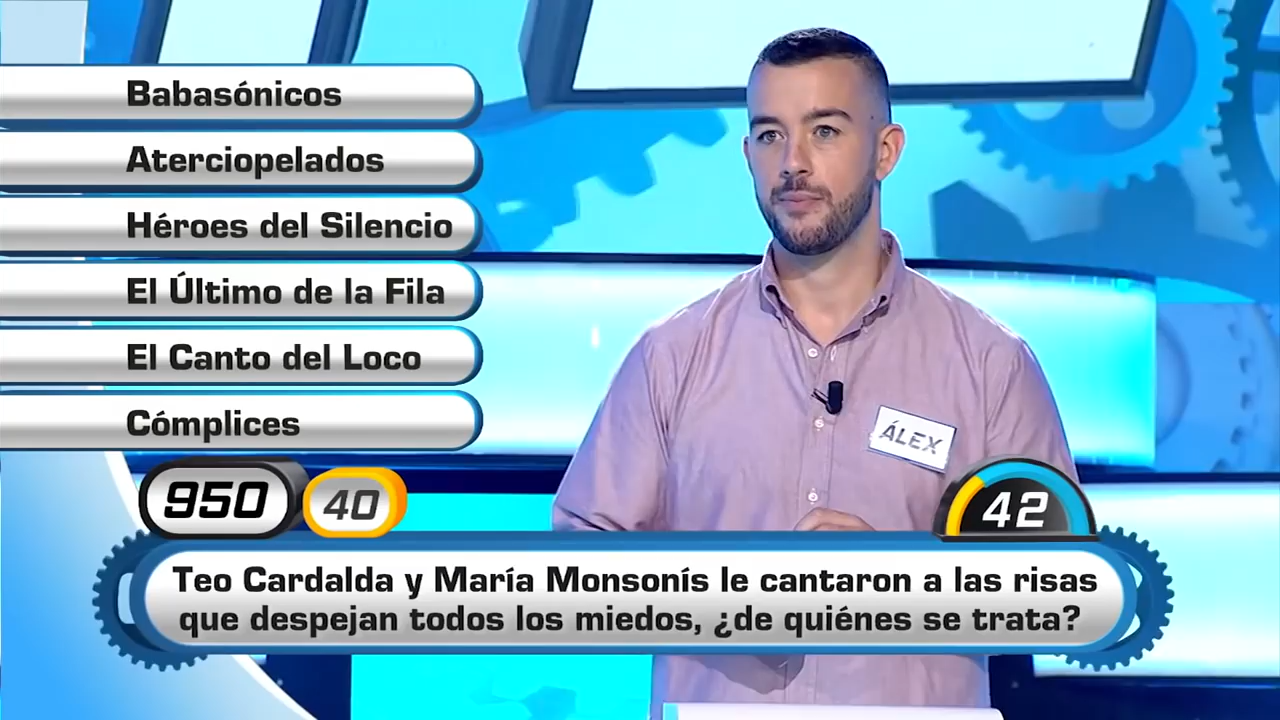 Babasónicos
Aterciopelados
Héroes del Silencio
El Último de la Fila
El Canto del Loco
Cómplices
ÁLEX
950
40
42
Teo Cardalda y María Monsonís le cantaron a las risas
que despejan todos los miedos, ¿de quiénes se trata?